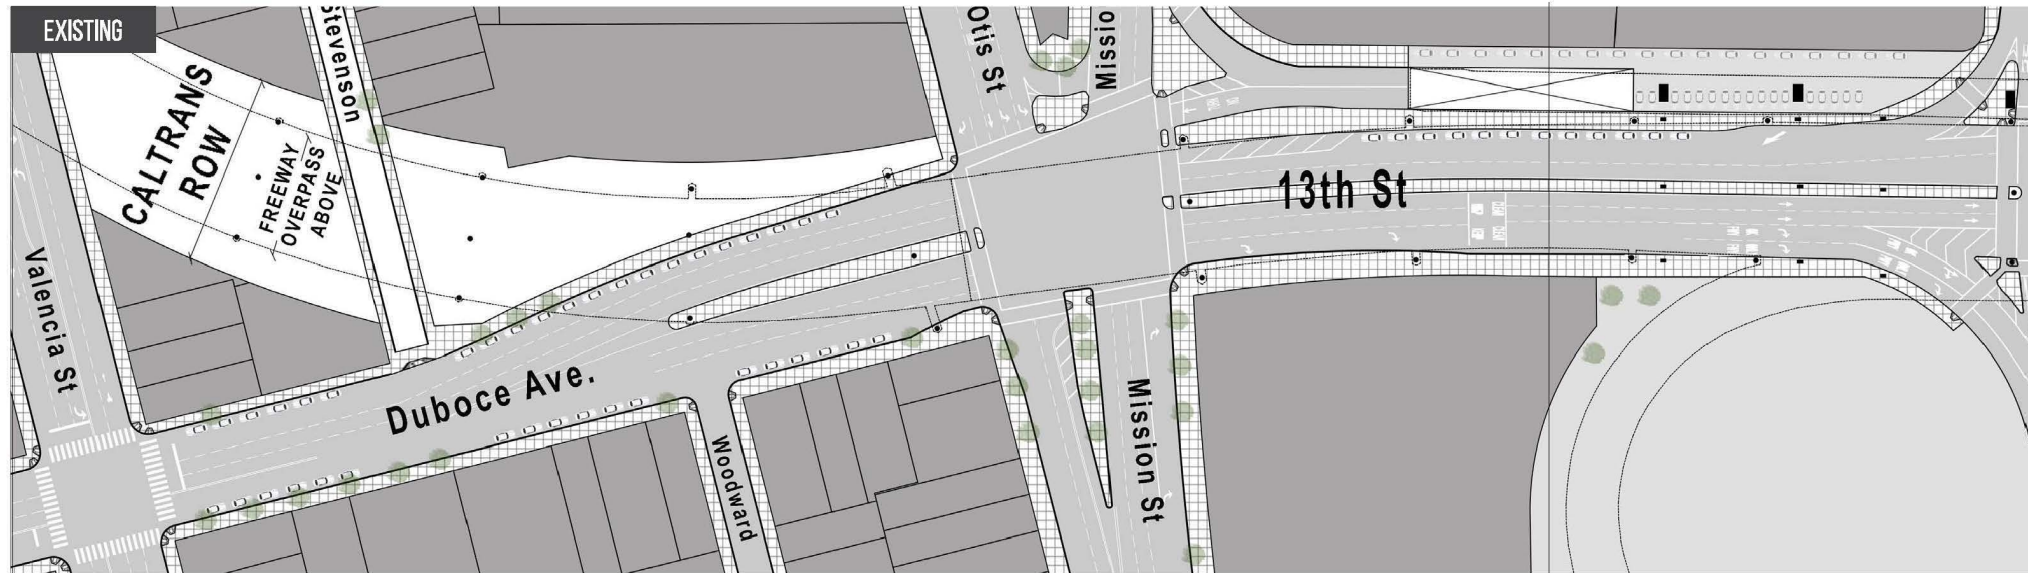 EXISTING
Stevenson
Otis St
Missio
CALTRANS
ROW
FREEWAY
OVERPASS
ABOVE
13th St
Valencia St
Duboce Ave.
Woodward
Mission St